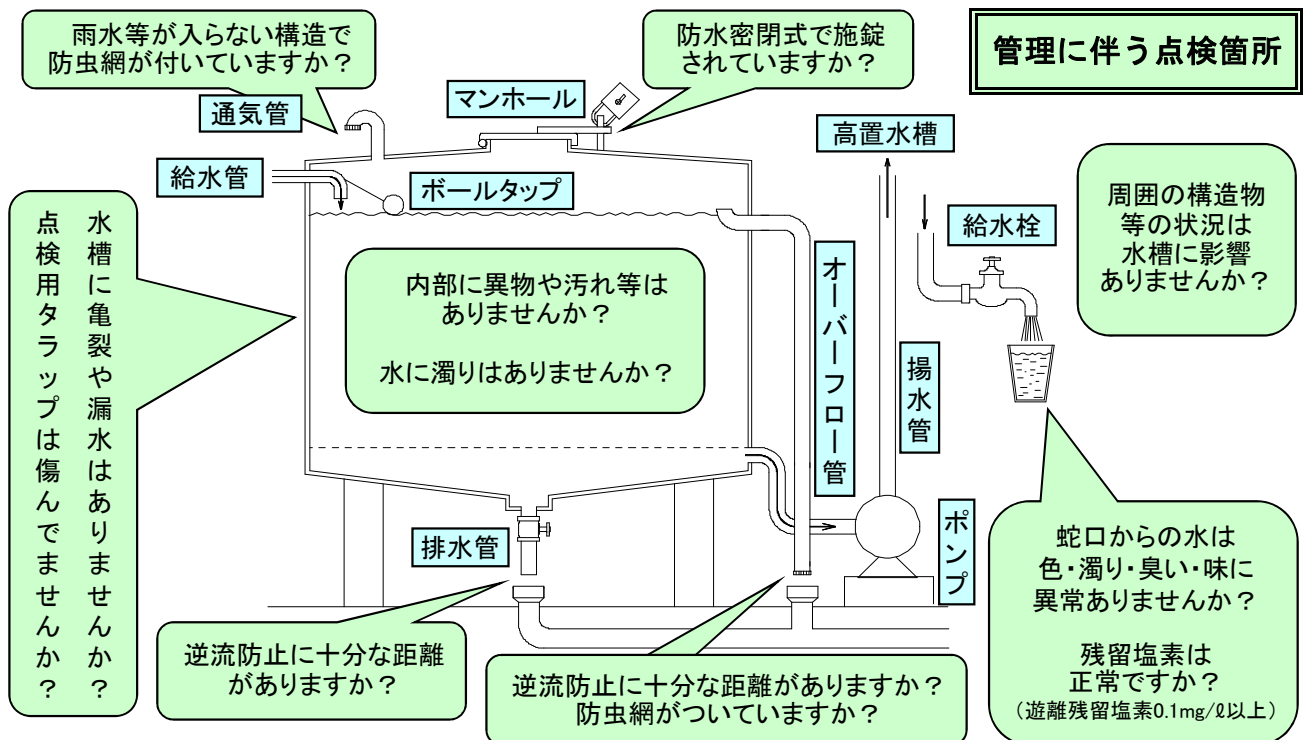 管理に伴う点検箇所
雨水等が入らない構造で
防虫網が付いていますか？
防水密閉式で施錠
されていますか？
通気管
マンホール
高置水槽
給水管
ボールタップ
給水栓
周囲の構造物
等の状況は
水槽に影響
ありませんか？
水槽に亀裂や漏水はありませんか？
点検用タラップは傷んでませんか？
内部に異物や汚れ等は
ありませんか？
水に濁りはありませんか？
オーバーフロー管
揚水管
ポンプ
排水管
逆流防止に十分な距離
がありますか？
逆流防止に十分な距離がありますか？
防虫網がついていますか？
蛇口からの水は
色・濁り・臭い・味に
異常ありませんか？
残留塩素は
正常ですか？
（遊離残留塩素0.1mg/ℓ以上）